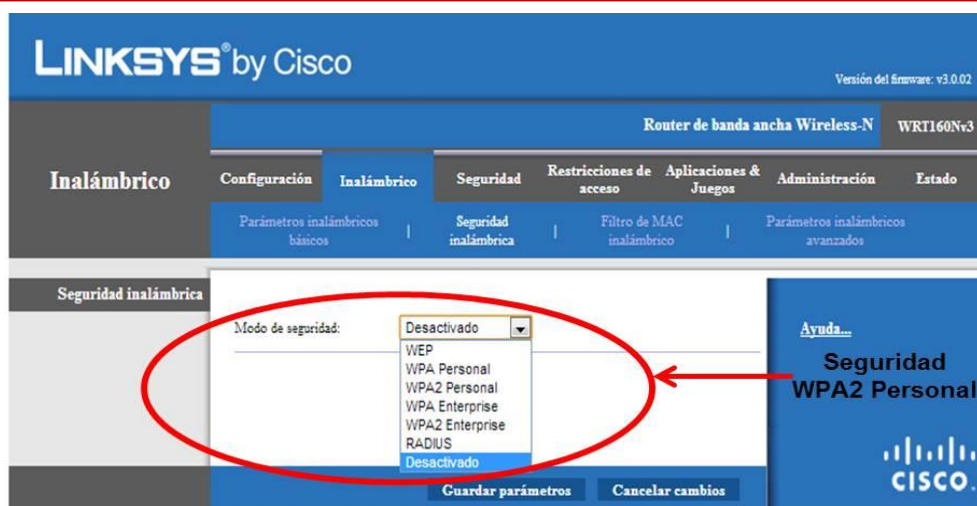 LINKSYS® by Cisco
Versión del firmware: v3.0.02
Router de banda ancha Wireless-N
WRT160Nv3
Inalámbrico
Configuración
Inalámbrico
Seguridad
Restricciones de acceso
Aplicaciones & Juegos
Administración
Estado
Parámetros inalámbricos básicos
|
Seguridad inalámbrica
|
Filtro de MAC inalámbrico
|
Parámetros inalámbricos avanzados
Seguridad inalámbrica
Modo de seguridad:
Desactivado
WEP
WPA Personal
WPA2 Personal
WPA Enterprise
WPA2 Enterprise
RADIUS
Desactivado
Ayuda...
Seguridad
WPA2 Personal
Guardar parámetros
Cancelar cambios
CISCO.